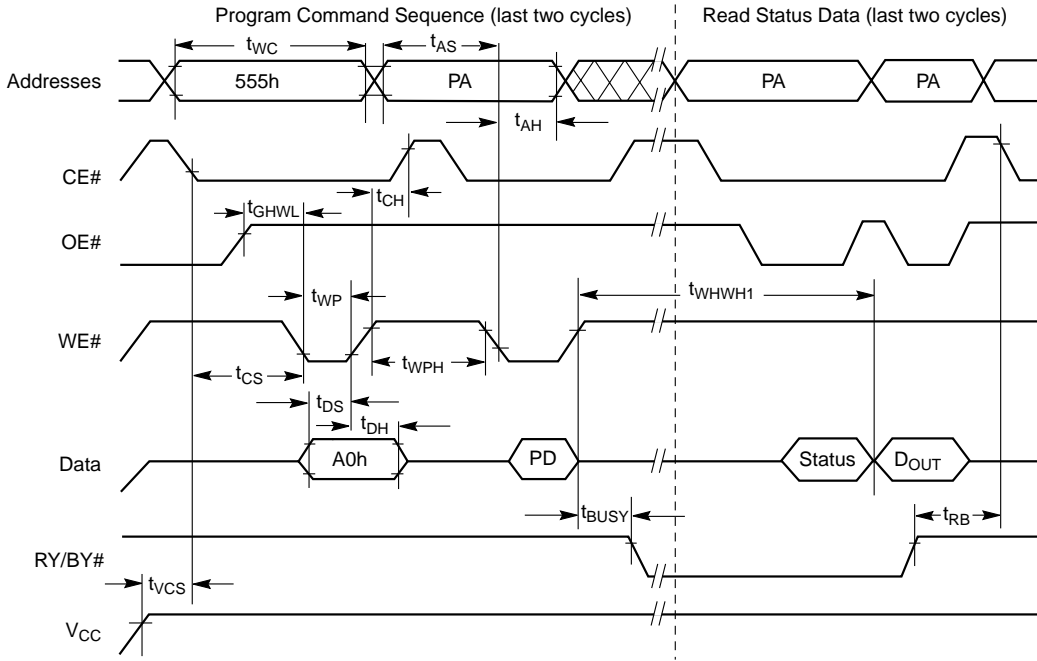 Program Command Sequence (last two cycles)
Read Status Data (last two cycles)
tWC
tAS
Addresses
555h
PA
PA
PA
tAH
CE#
tCH
tGHWL
OE#
tWP
tWHWH1
WE#
tCS
tWPH
tDS
tDH
Data
A0h
PD
Status
DOUT
tBUSY
tRB
RY/BY#
tVCS
VCC